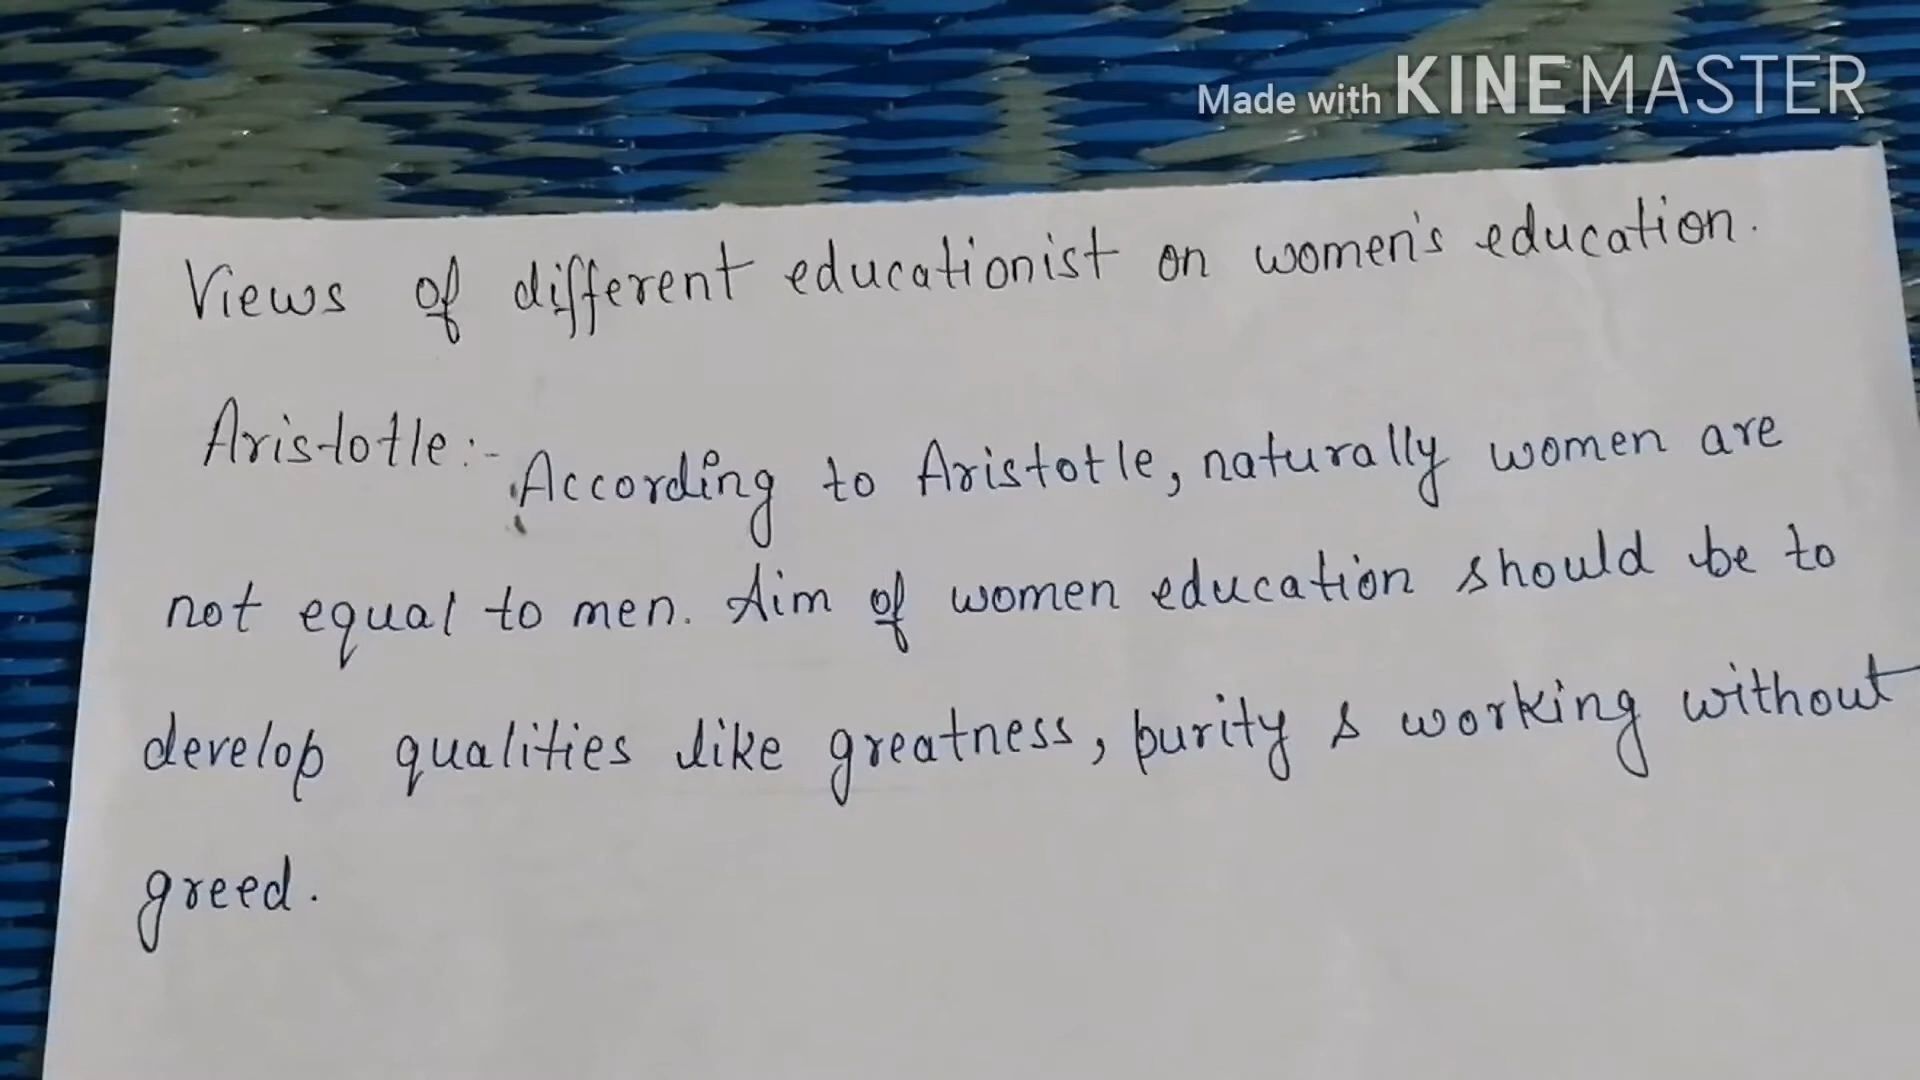 Made with KINEMASTER
Views of different educationist on women's education.
Aristotle:- According to Aristotle, naturally women are
not equal to men. Aim of women education should be to
develop qualities like greatness, purity & working without
greed.